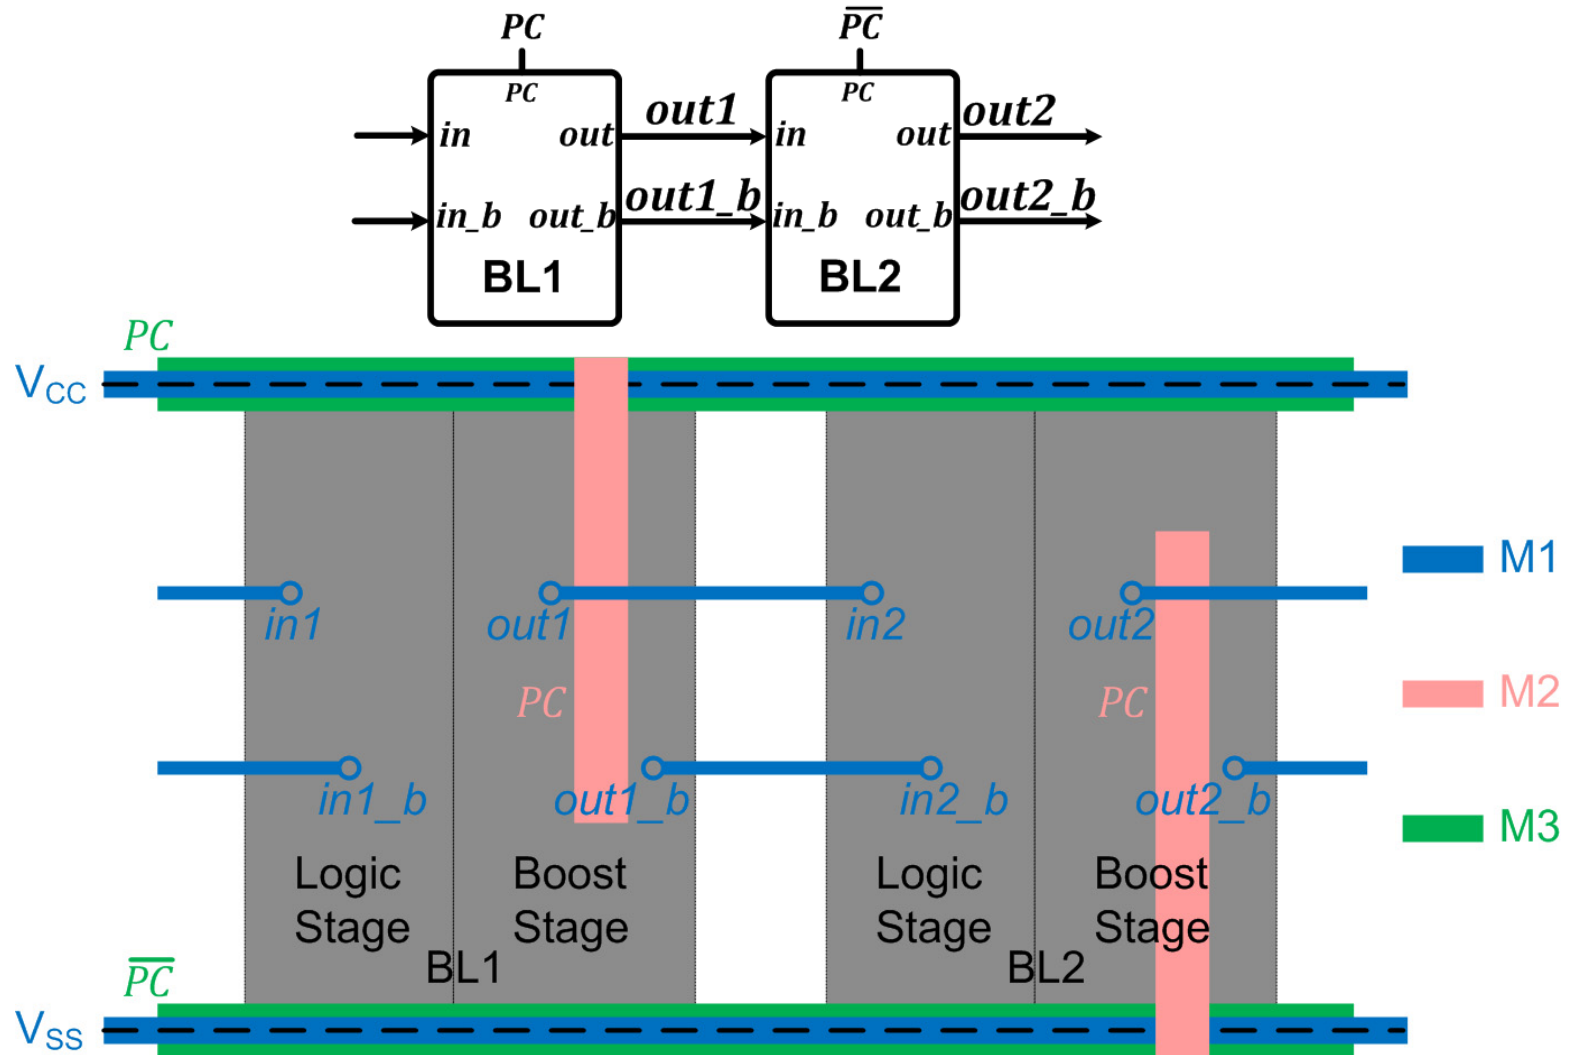 PC
P̅C̅
PC
PC
in
out
out1
in
out
out2
in_b
out_b
out1_b
in_b
out_b
out2_b
BL1
BL2
PC
VCC
in1
out1
in2
out2
PC
PC
in1_b
out1_b
in2_b
out2_b
Logic
Stage
Boost
Stage
Logic
Stage
Boost
Stage
BL1
BL2
P̅C̅
VSS
M1
M2
M3